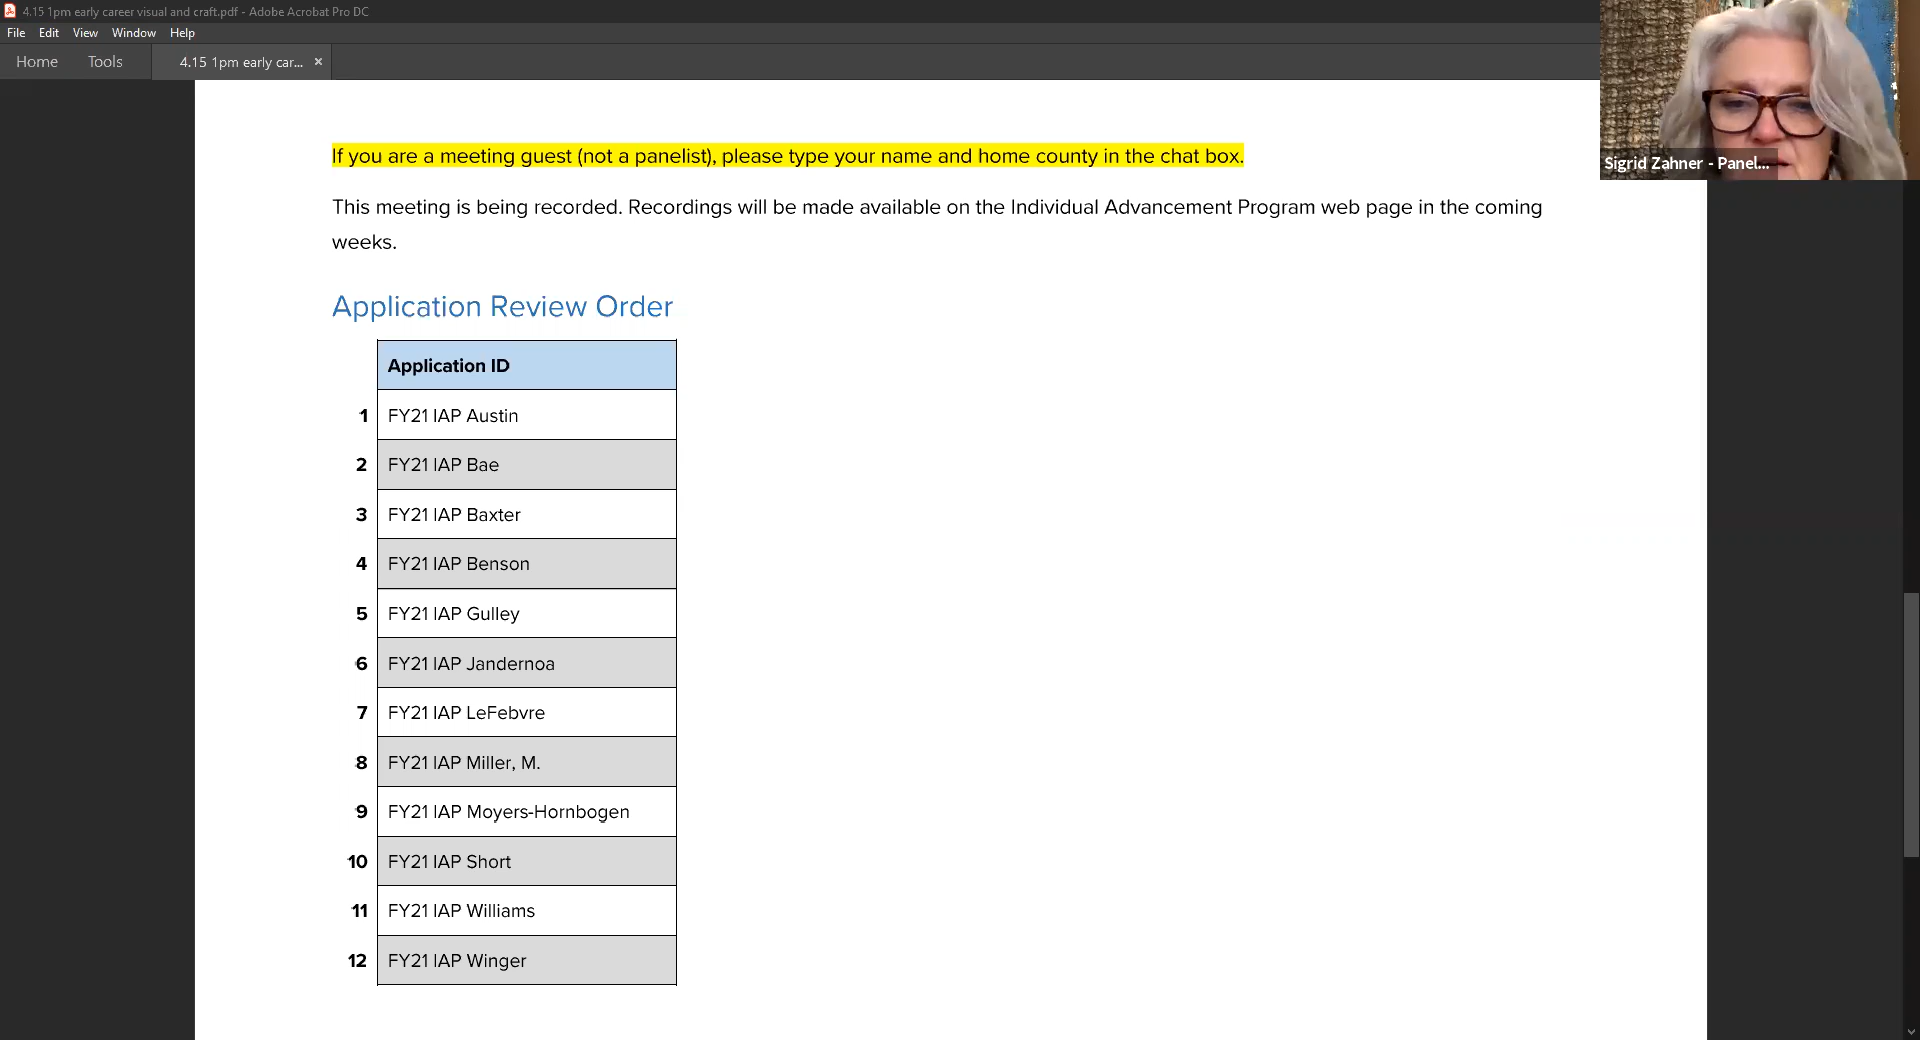 4.15 1pm early career visual and craft.pdf - Adobe Acrobat Pro DC
File Edit View Window Help
Home Tools 4.15 1pm early car... ×
Sigrid Zahner - Panel...
If you are a meeting guest (not a panelist), please type your name and home county in the chat box.
This meeting is being recorded. Recordings will be made available on the Individual Advancement Program web page in the coming
weeks.
Application Review Order
Application ID
1 FY21 IAP Austin
2 FY21 IAP Bae
3 FY21 IAP Baxter
4 FY21 IAP Benson
5 FY21 IAP Gulley
6 FY21 IAP Jandernoa
7 FY21 IAP LeFebvre
8 FY21 IAP Miller, M.
9 FY21 IAP Moyers-Hornbogen
10 FY21 IAP Short
11 FY21 IAP Williams
12 FY21 IAP Winger